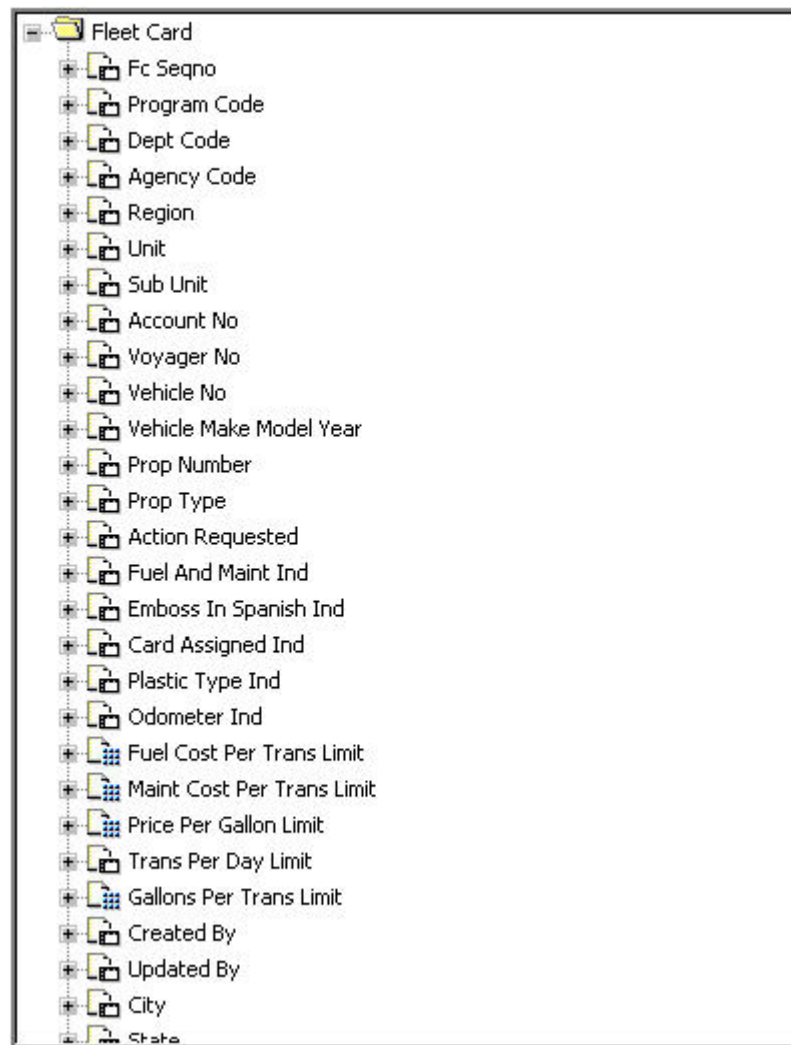 Fleet Card
Fc Seqno
Program Code
Dept Code
Agency Code
Region
Unit
Sub Unit
Account No
Voyager No
Vehicle No
Vehicle Make Model Year
Prop Number
Prop Type
Action Requested
Fuel And Maint Ind
Emboss In Spanish Ind
Card Assigned Ind
Plastic Type Ind
Odometer Ind
Fuel Cost Per Trans Limit
Maint Cost Per Trans Limit
Price Per Gallon Limit
Trans Per Day Limit
Gallons Per Trans Limit
Created By
Updated By
City
State